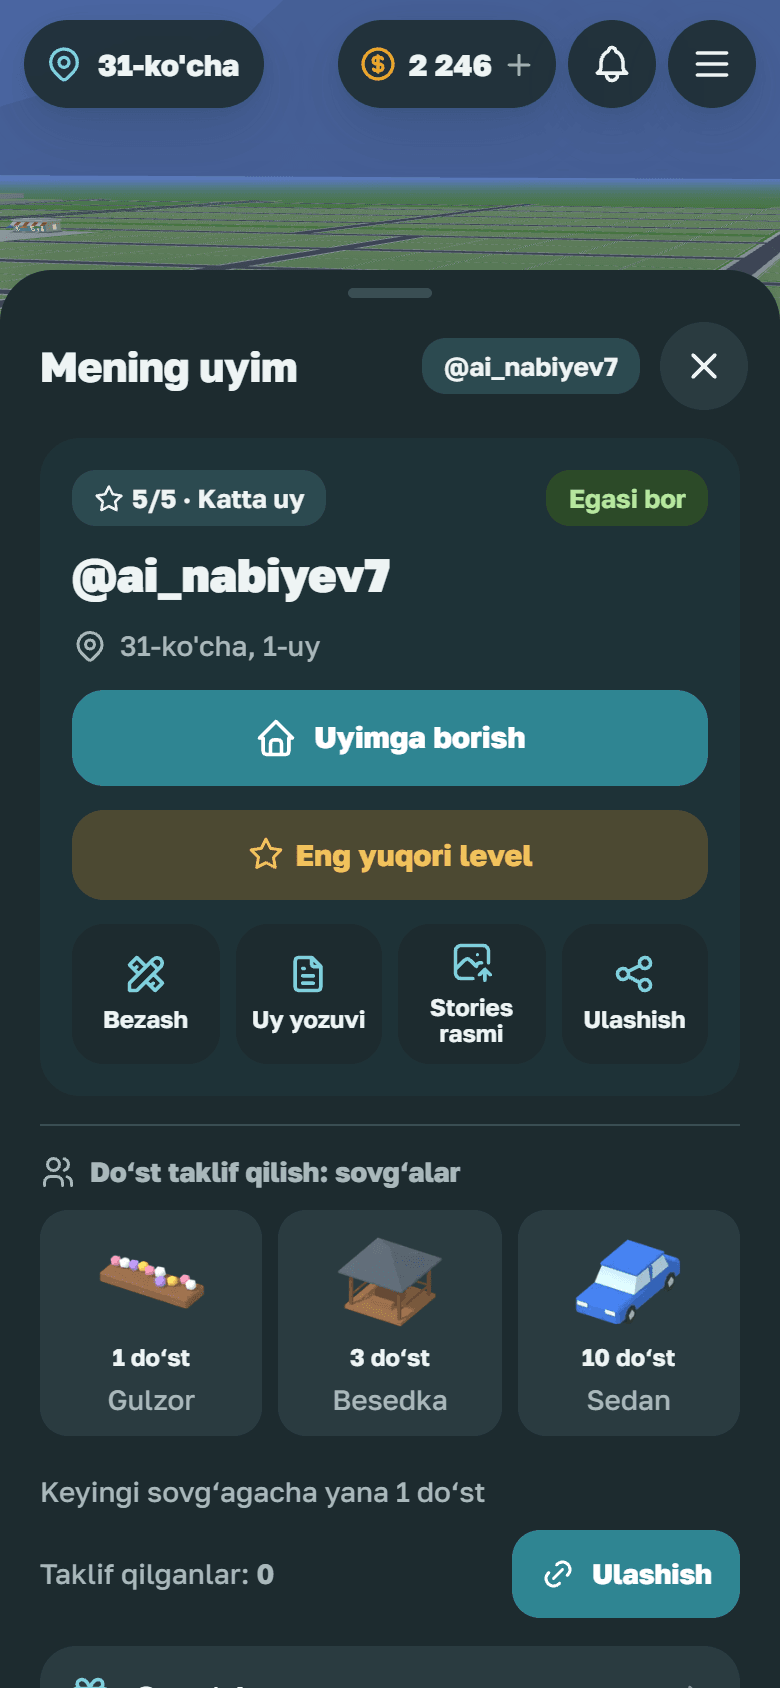 31-ko'cha
2 246
Mening uyim
@ai_nabiyev7
5/5 · Katta uy
Egasi bor
@ai_nabiyev7
31-ko'cha, 1-uy
Uyimga borish
Eng yuqori level
Bezash
Uy yozuvi
Stories
rasmi
Ulashish
Do‘st taklif qilish: sovg‘alar
1 do‘st
Gulzor
3 do‘st
Besedka
10 do‘st
Sedan
Keyingi sovg‘agacha yana 1 do‘st
Taklif qilganlar: 0
Ulashish